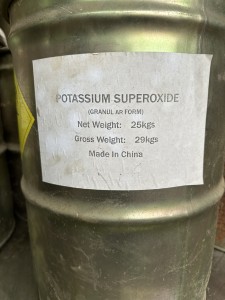 POTASSIUM SUPEROXIDE
(GRANULAR FORM)
Net Weight: 25kgs
Gross Weight: 29kgs
Made In China